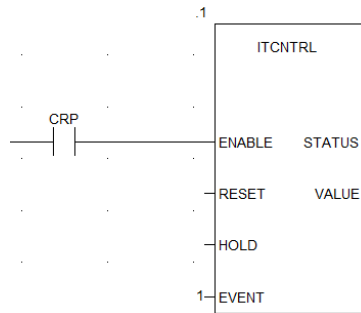 .1
ITCNTRL
CRP
ENABLE STATUS
RESET VALUE
HOLD
1 EVENT